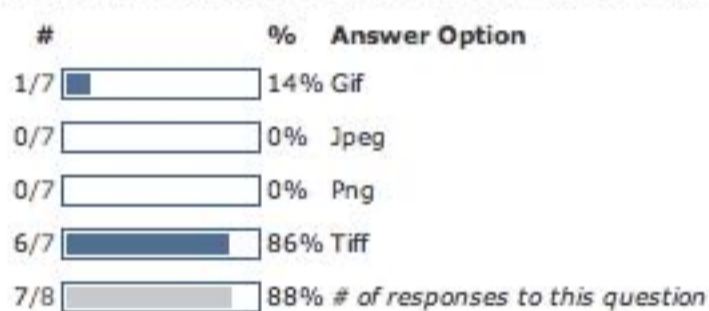 # % Answer Option
1/7 14% Gif
0/7 0% Jpeg
0/7 0% Png
6/7 86% Tiff
7/8 88% # of responses to this question